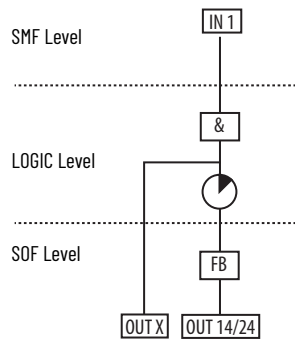 IN 1
SMF Level
&
LOGIC Level
SOF Level
FB
OUT X
OUT 14/24